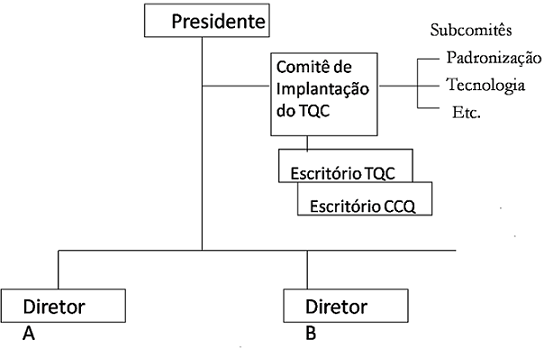 Presidente
Subcomitês
Padronização
Tecnologia
Etc.
Comitê de
Implantação
do TQC
Escritório TQC
Escritório CCQ
Diretor
A
Diretor
B